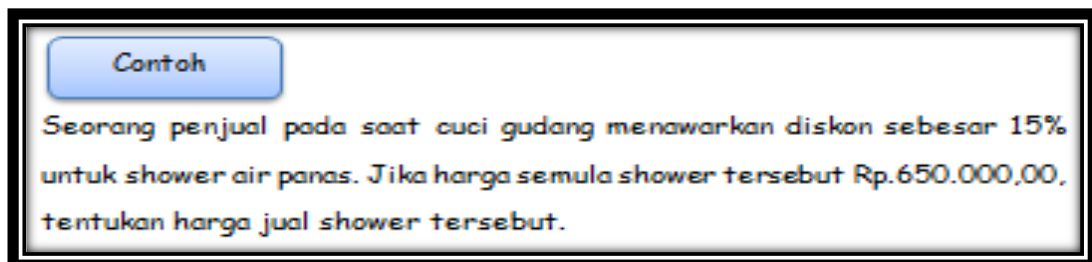 Contoh
Seorang penjual pada saat cuci gudang menawarkan diskon sebesar 15%
untuk shower air panas. Jika harga semula shower tersebut Rp.650.000,00,
tentukan harga jual shower tersebut.